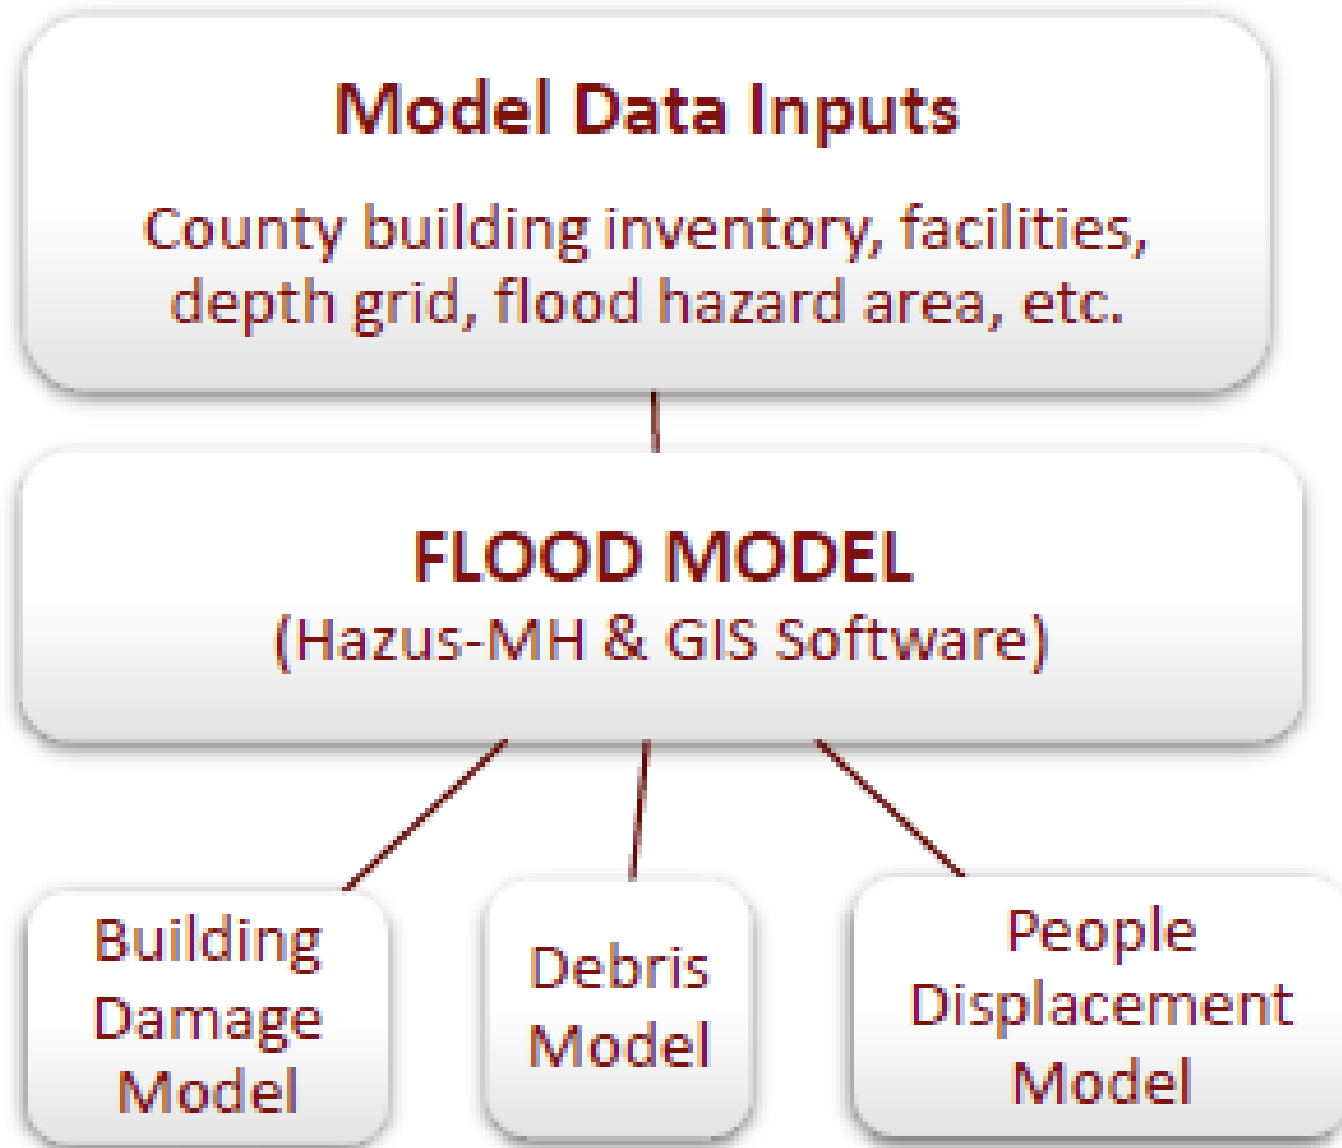 Model Data Inputs
County building inventory, facilities,
depth grid, flood hazard area, etc.
FLOOD MODEL
(Hazus-MH & GIS Software)
Building
Damage
Model
Debris
Model
People
Displacement
Model